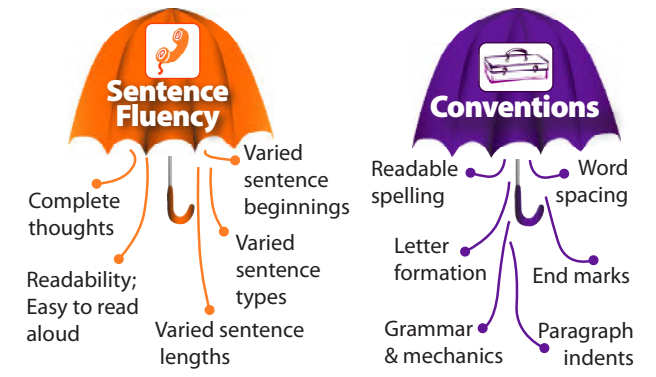 Sentence
Fluency
Varied
sentence
beginnings
Complete
thoughts
Varied
sentence
types
Readability;
Easy to read
aloud
Varied sentence
lengths
Conventions
Readable
spelling
Word
spacing
Letter
formation
End marks
Grammar
& mechanics
Paragraph
indents